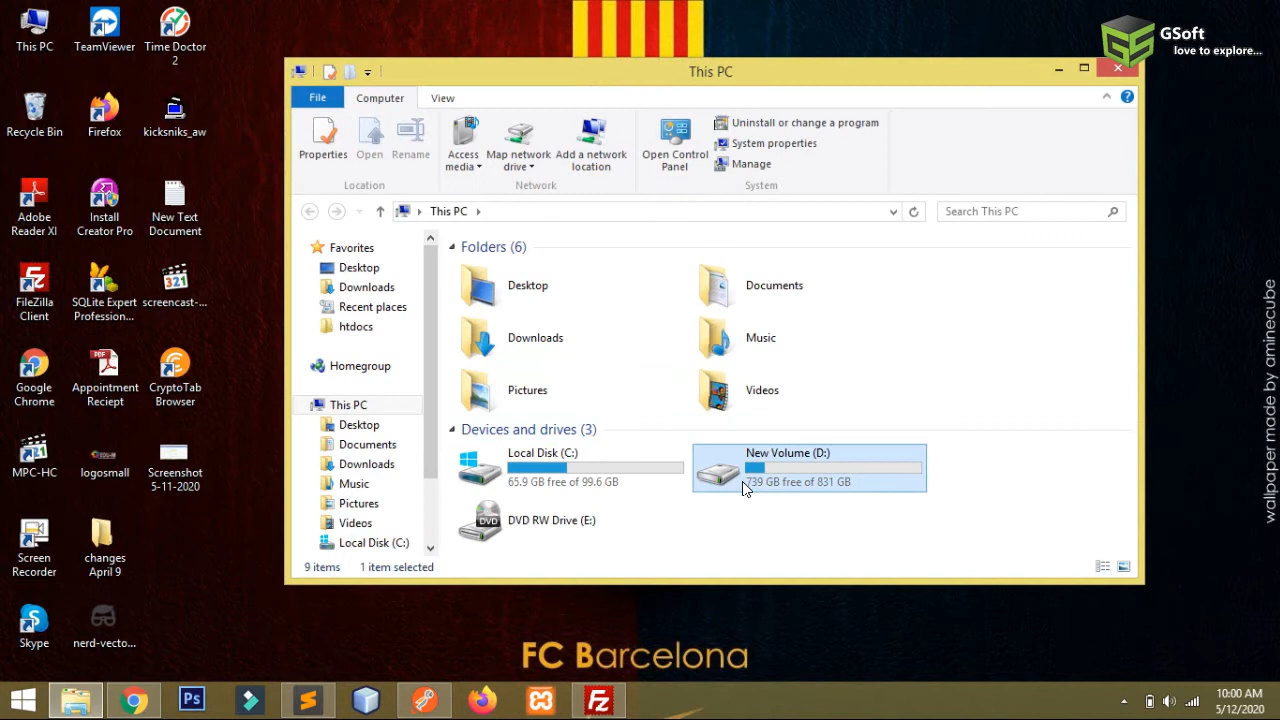 This PC
TeamViewer
Time Doctor
2
Recycle Bin
Firefox
kicksniks_aw
Adobe
Reader XI
Install
Creator Pro
New Text
Document
FileZilla
Client
SQLite Expert
Profession...
screencast-...
Google
Chrome
Appointment
Reciept
CryptoTab
Browser
MPC-HC
logosmall
Screenshot
5-11-2020
Screen
Recorder
changes
April 9
Skype
nerd-vecto...
GSoft
love to explore...
This PC
File
Computer
View
Properties
Open
Rename
Location
Access
media
Map network
drive
Add a network
location
Network
Open Control
Panel
Uninstall or change a program
System properties
Manage
System
This PC
Search This PC
Favorites
Desktop
Downloads
Recent places
htdocs
Homegroup
This PC
Desktop
Documents
Downloads
Music
Pictures
Videos
Local Disk (C:)
Folders (6)
Desktop
Documents
Downloads
Music
Pictures
Videos
Devices and drives (3)
Local Disk (C:)
65.9 GB free of 99.6 GB
New Volume (D:)
739 GB free of 831 GB
DVD
DVD RW Drive (E:)
9 items
1 item selected
FC Barcelona
wallpaper made by aminecube
Ps
Fz
10:00 AM
5/12/2020